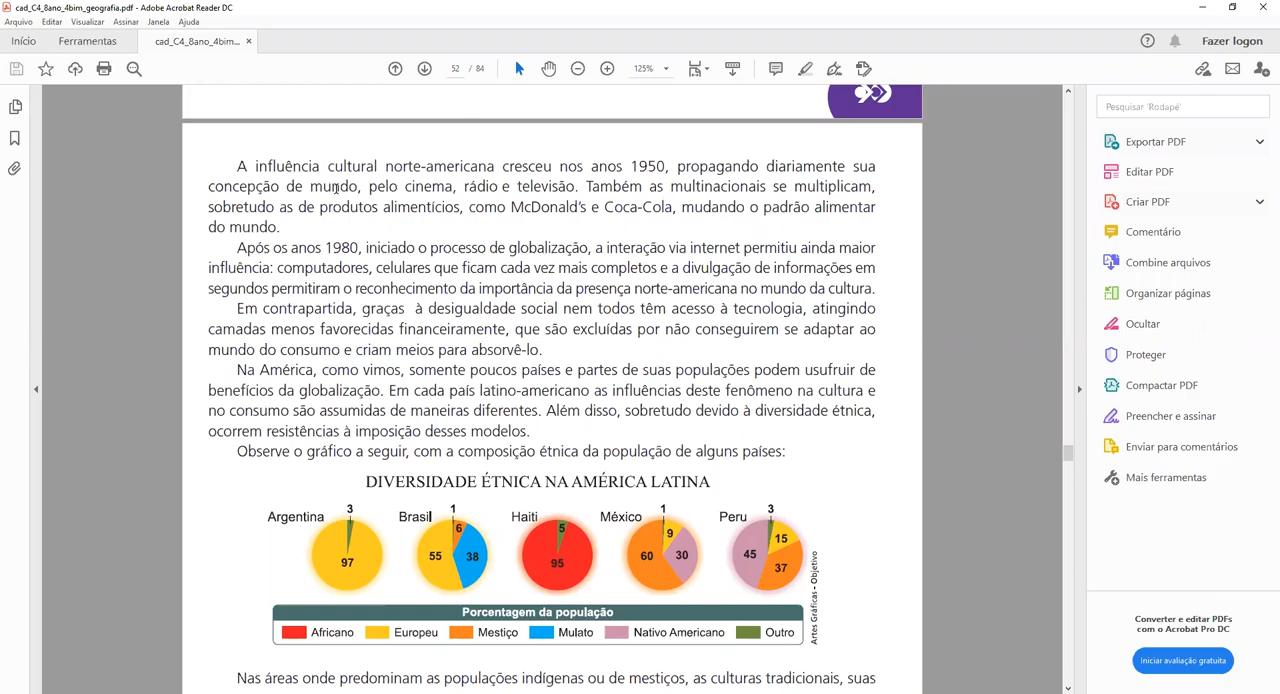 cad_C4_8ano_4bim_geografia.pdf - Adobe Acrobat Reader DC
Arquivo Editar Visualizar Assinar Janela Ajuda
Início Ferramentas cad_C4_8ano_4bim... × Fazer logon
52 / 84 125%
A influência cultural norte-americana cresceu nos anos 1950, propagando diariamente sua
concepção de mundo, pelo cinema, rádio e televisão. Também as multinacionais se multiplicam,
sobretudo as de produtos alimentícios, como McDonald’s e Coca-Cola, mudando o padrão alimentar
do mundo.
Após os anos 1980, iniciado o processo de globalização, a interação via internet permitiu ainda maior
influência: computadores, celulares que ficam cada vez mais completos e a divulgação de informações em
segundos permitiram o reconhecimento da importância da presença norte-americana no mundo da cultura.
Em contrapartida, graças à desigualdade social nem todos têm acesso à tecnologia, atingindo
camadas menos favorecidas financeiramente, que são excluídas por não conseguirem se adaptar ao
mundo do consumo e criam meios para absorvê-lo.
Na América, como vimos, somente poucos países e partes de suas populações podem usufruir de
benefícios da globalização. Em cada país latino-americano as influências deste fenômeno na cultura e
no consumo são assumidas de maneiras diferentes. Além disso, sobretudo devido à diversidade étnica,
ocorrem resistências à imposição desses modelos.
Observe o gráfico a seguir, com a composição étnica da população de alguns países:
DIVERSIDADE ÉTNICA NA AMÉRICA LATINA
Argentina 3 97
Brasil 1 6 55 38
Haiti 5 95
México 1 9 60 30
Peru 3 15 45 37
Artes Gráficas - Objetivo
Porcentagem da população
Africano Europeu Mestiço Mulato Nativo Americano Outro
Nas áreas onde predominam as populações indígenas ou de mestiços, as culturas tradicionais, suas
Pesquisar 'Rodapé'
Exportar PDF
Editar PDF
Criar PDF
Comentário
Combine arquivos
Organizar páginas
Ocultar
Proteger
Compactar PDF
Preencher e assinar
Enviar para comentários
Mais ferramentas
Converter e editar PDFs
com o Acrobat Pro DC
Iniciar avaliação gratuita